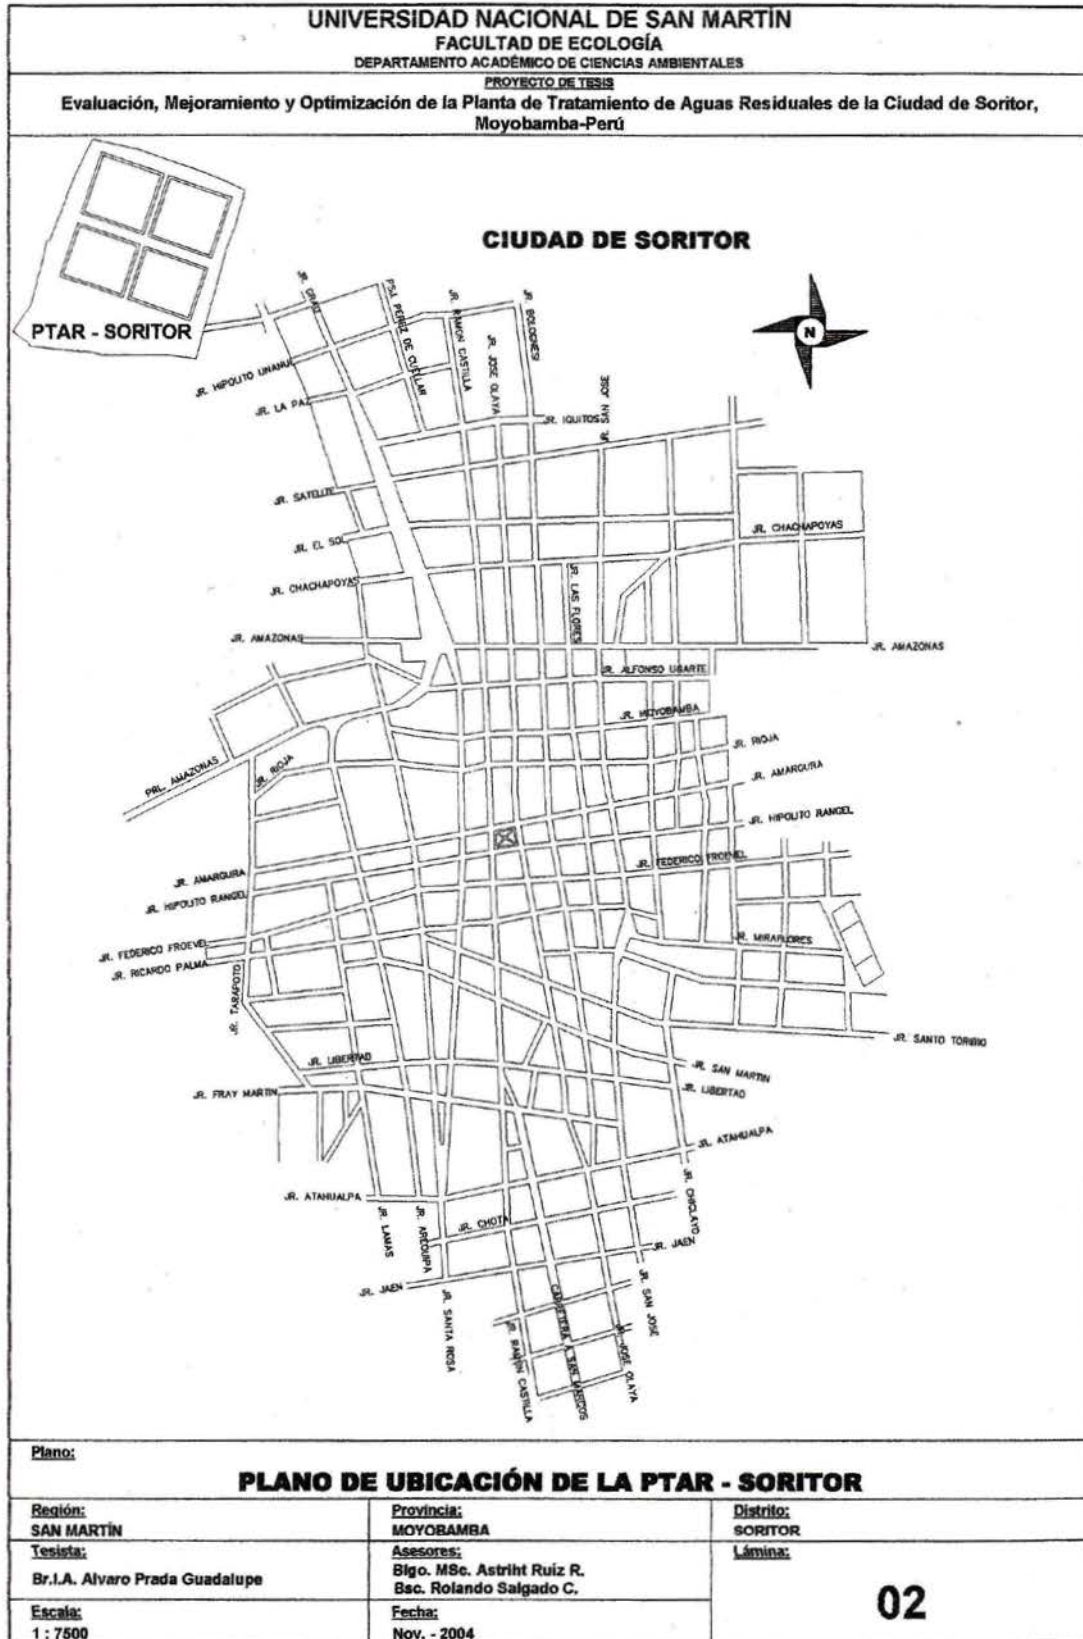 UNIVERSIDAD NACIONAL DE SAN MARTÍN
FACULTAD DE ECOLOGÍA
DEPARTAMENTO ACADÉMICO DE CIENCIAS AMBIENTALES
PROYECTO DE TESIS
Evaluación, Mejoramiento y Optimización de la Planta de Tratamiento de Aguas Residuales de la Ciudad de Soritor,
Moyobamba-Perú
CIUDAD DE SORITOR
PTAR - SORITOR
N
JR. GRAU
PSJ. PEREZ DE CUELLAR
JR. RAMON CASTILLA
JR. JOSE OLAYA
JR. BOLOGNESI
JR. HIPOLITO UNANUE
JR. LA PAZ
JR. IQUITOS
JR. SAN JOSE
JR. SATELITE
JR. EL SOL
JR. CHACHAPOYAS
JR. CHACHAPOYAS
JR. LAS FLORES
JR. AMAZONAS
JR. AMAZONAS
JR. ALFONSO UGARTE
JR. MOYOBAMBA
JR. RIOJA
PRL. AMAZONAS
JR. RIOJA
JR. AMARGURA
JR. HIPOLITO RANGEL
JR. FEDERICO FROEVEL
JR. AMARGURA
JR. HIPOLITO RANGEL
JR. FEDERICO FROEVEL
JR. RICARDO PALMA
JR. MIRAFLORES
JR. TARAPOTO
JR. SANTO TORIBIO
JR. LIBERTAD
JR. SAN MARTIN
JR. FRAY MARTIN
JR. LIBERTAD
JR. ATAHUALPA
JR. ATAHUALPA
JR. CHICLAYO
JR. LAMAS
JR. AREQUIPA
JR. CHOTA
JR. JAEN
JR. JAEN
JR. SANTA ROSA
JR. RAMON CASTILLA
CARRETERA A SAN MARCOS
JR. SAN JOSE
JR. JOSE OLAYA
Plano:
PLANO DE UBICACIÓN DE LA PTAR - SORITOR
Región:
SAN MARTÍN
Provincia:
MOYOBAMBA
Distrito:
SORITOR
Tesista:
Br.I.A. Alvaro Prada Guadalupe
Asesores:
Blgo. MSc. Astriht Ruiz R.
Bsc. Rolando Salgado C.
Lámina:
02
Escala:
1 : 7500
Fecha:
Nov. - 2004